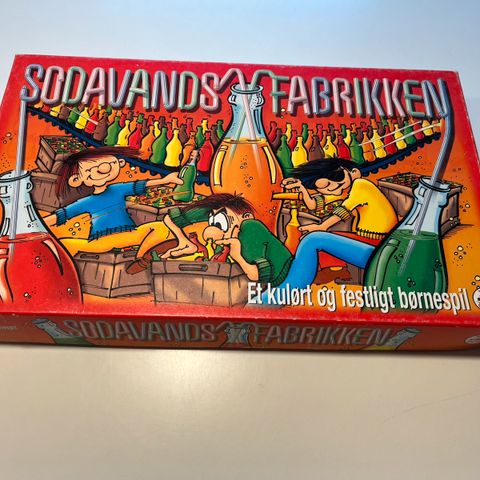 SODAVANDS FABRIKKEN
Et kulørt og festligt børnespil
SODAVANDS FABRIKKEN